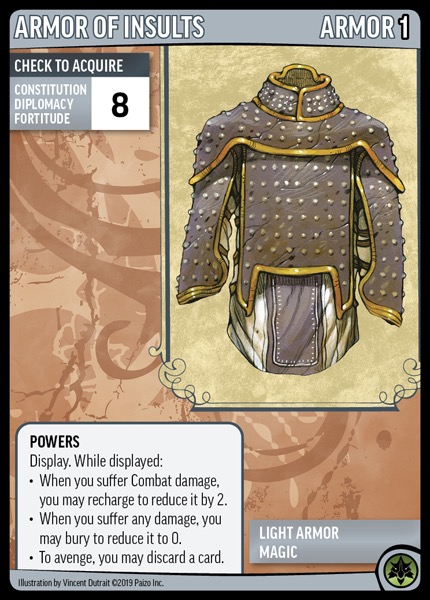 ARMOR OF INSULTS
ARMOR 1
CHECK TO ACQUIRE
CONSTITUTION
DIPLOMACY
FORTITUDE
8
POWERS
Display. While displayed:
• When you suffer Combat damage,
you may recharge to reduce it by 2.
• When you suffer any damage, you
may bury to reduce it to 0.
• To avenge, you may discard a card.
LIGHT ARMOR
MAGIC
Illustration by Vincent Dutrait ©2019 Paizo Inc.